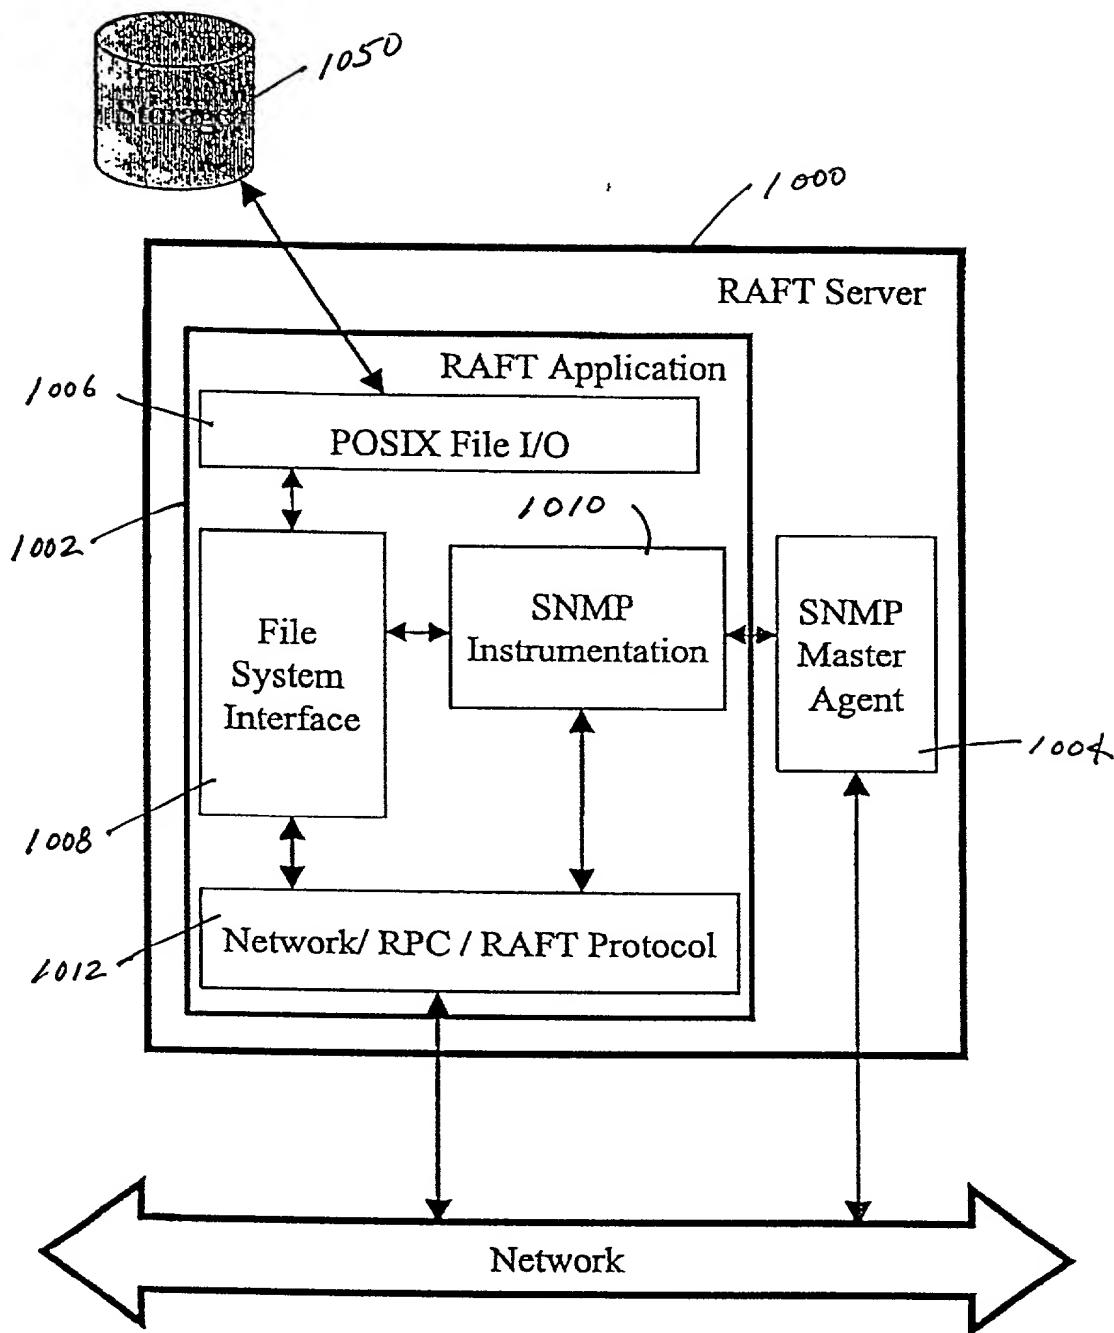 1050
Storage
1000
RAFT Server
RAFT Application
1006
POSIX File I/O
1010
1002
File
System
Interface
SNMP
Instrumentation
SNMP
Master
Agent
1004
1008
Network/ RPC / RAFT Protocol
1012
Network